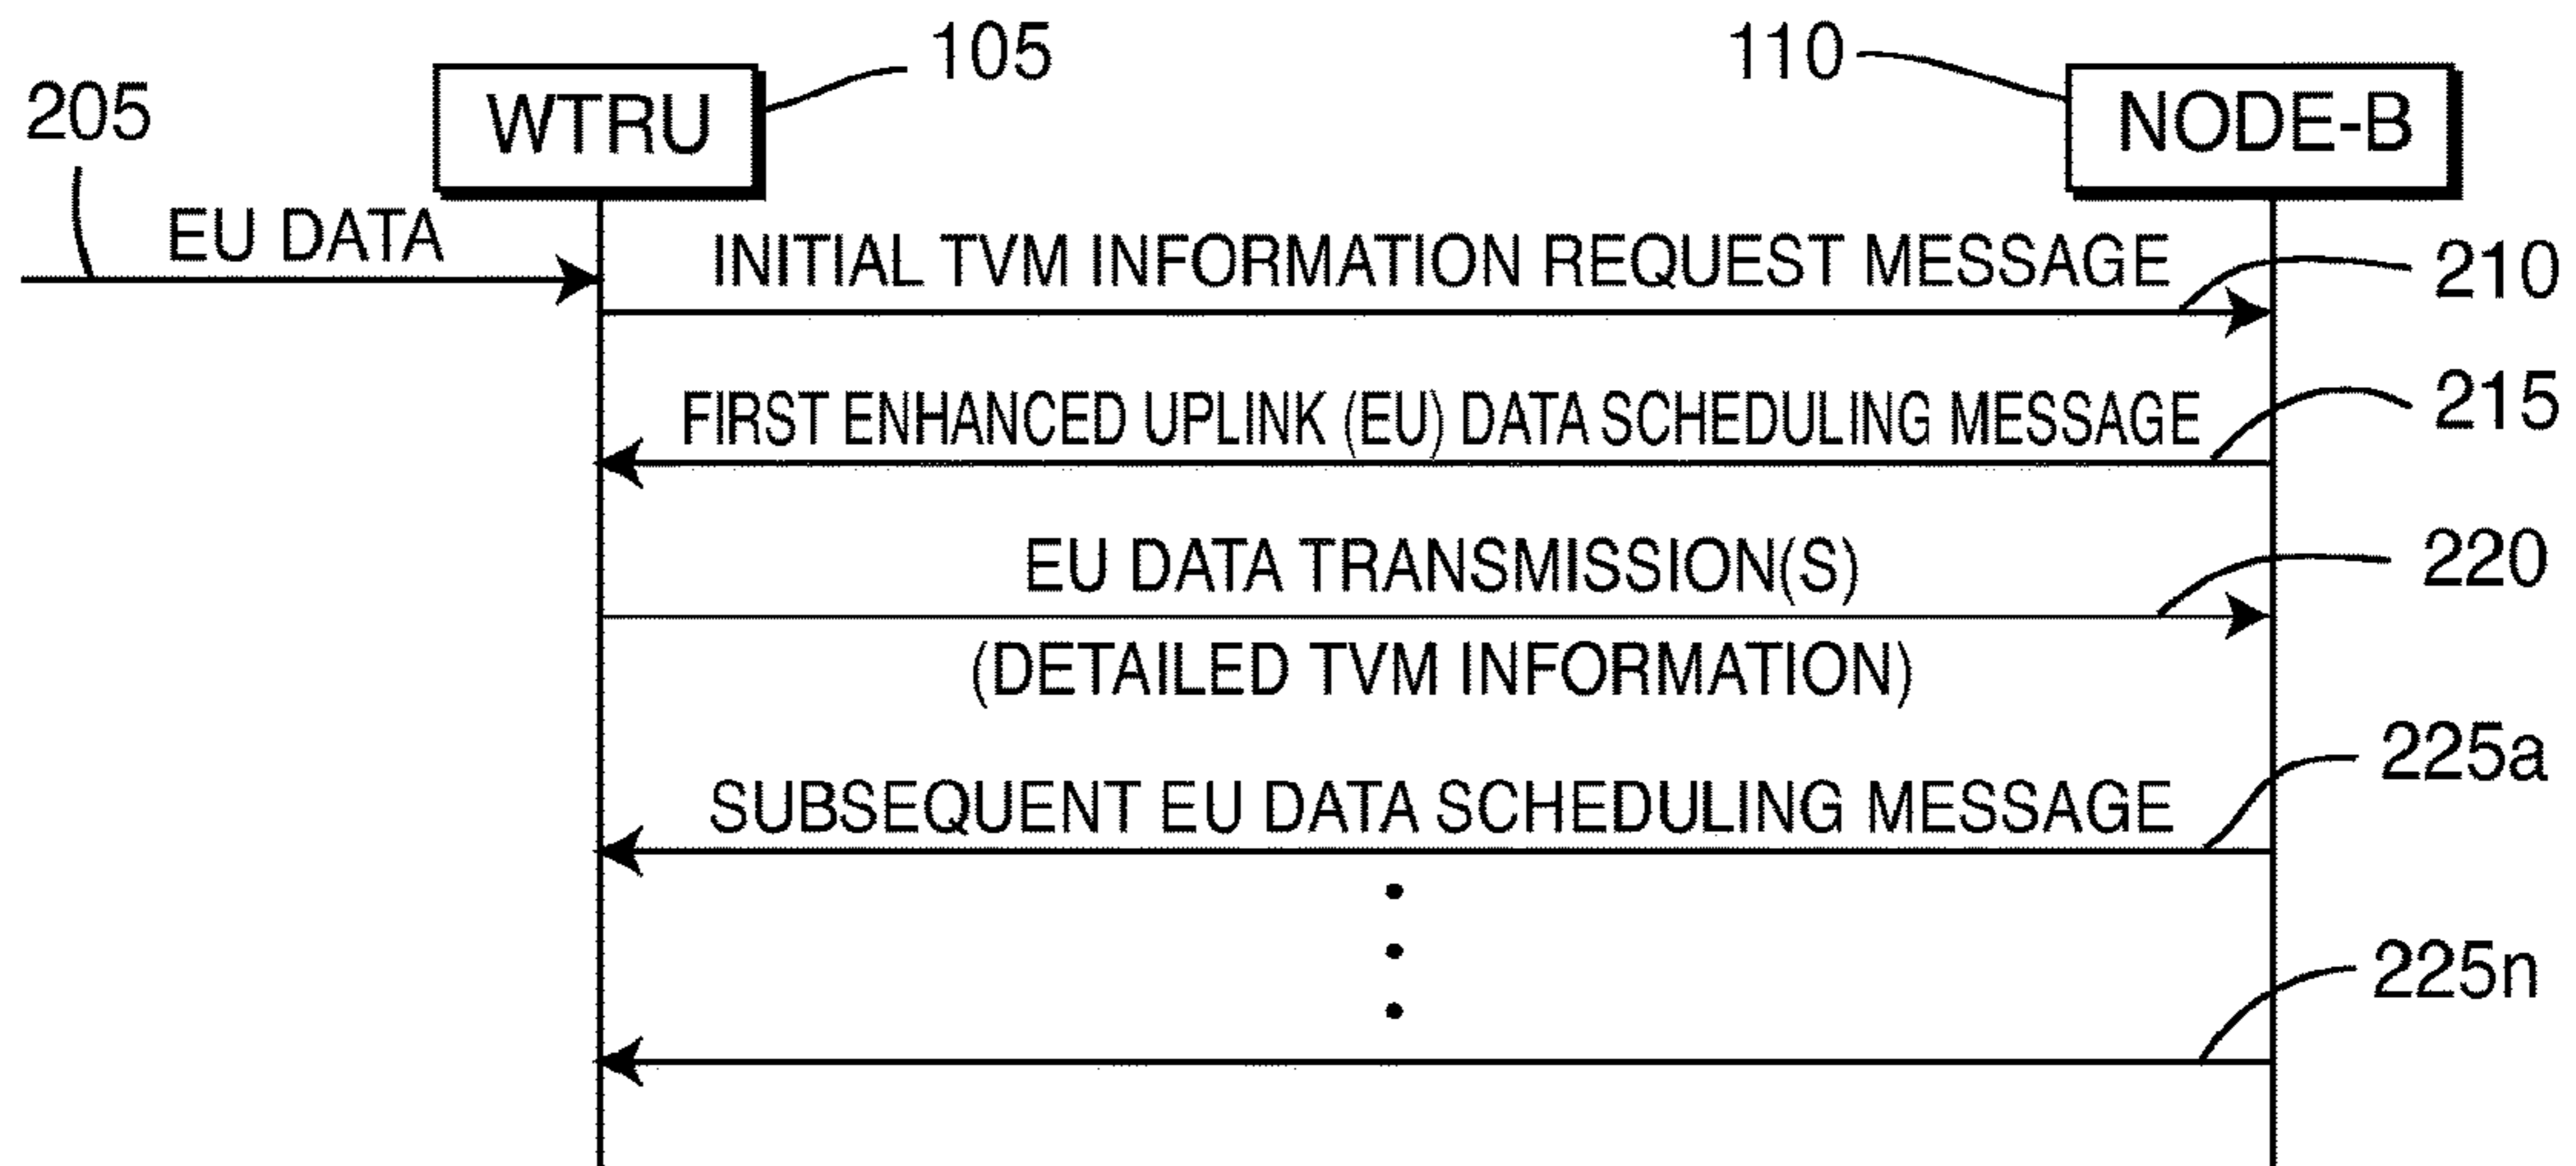 105
110
205
WTRU
NODE-B
EU DATA
INITIAL TVM INFORMATION REQUEST MESSAGE
210
FIRST ENHANCED UPLINK (EU) DATA SCHEDULING MESSAGE
215
EU DATA TRANSMISSION(S)
220
(DETAILED TVM INFORMATION)
225a
SUBSEQUENT EU DATA SCHEDULING MESSAGE
225n